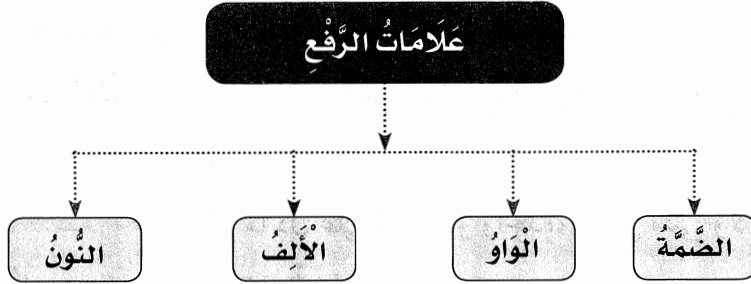 عَلَامَاتُ الرَّفْعِ
الضَّمَّةُ
الْوَاوُ
الْأَلِفُ
النُّونُ